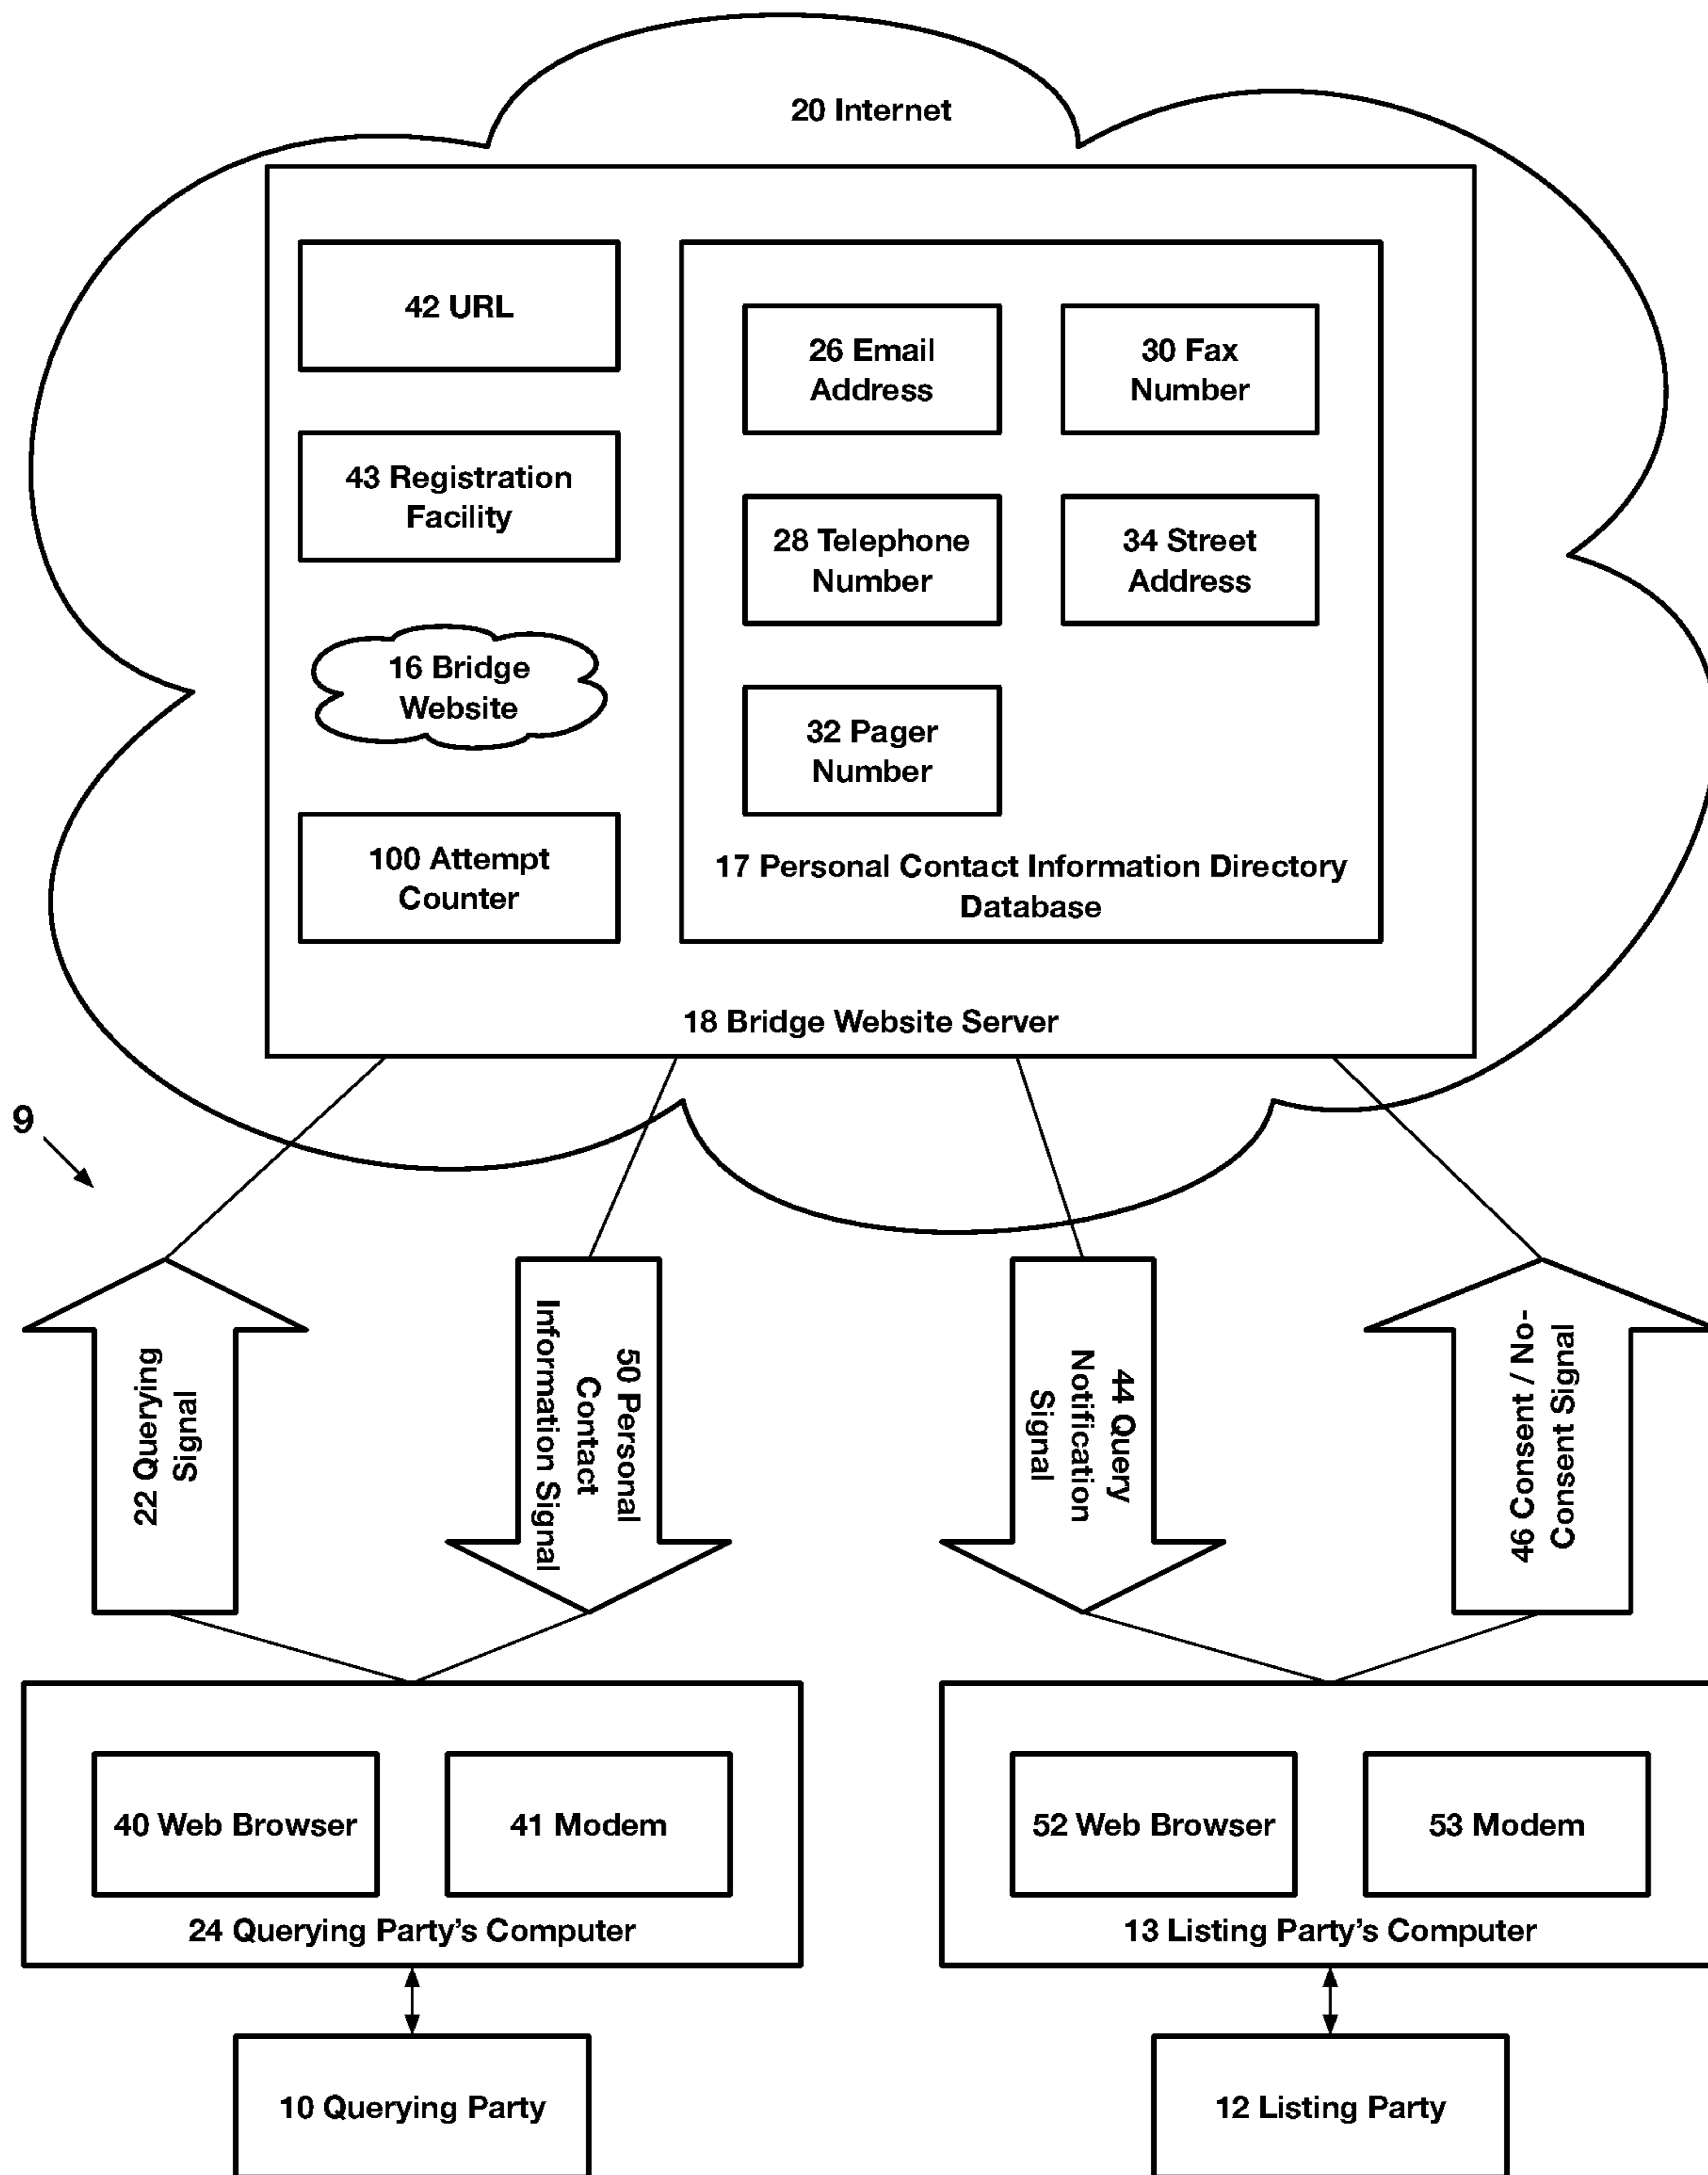 20 Internet
42 URL
43 Registration
Facility
16 Bridge
Website
100 Attempt
Counter
26 Email
Address
30 Fax
Number
28 Telephone
Number
34 Street
Address
32 Pager
Number
17 Personal Contact Information Directory
Database
18 Bridge Website Server
9
22 Querying
Signal
50 Personal
Contact
Information Signal
44 Query
Notification
Signal
46 Consent / No-
Consent Signal
40 Web Browser
41 Modem
24 Querying Party's Computer
52 Web Browser
53 Modem
13 Listing Party's Computer
10 Querying Party
12 Listing Party